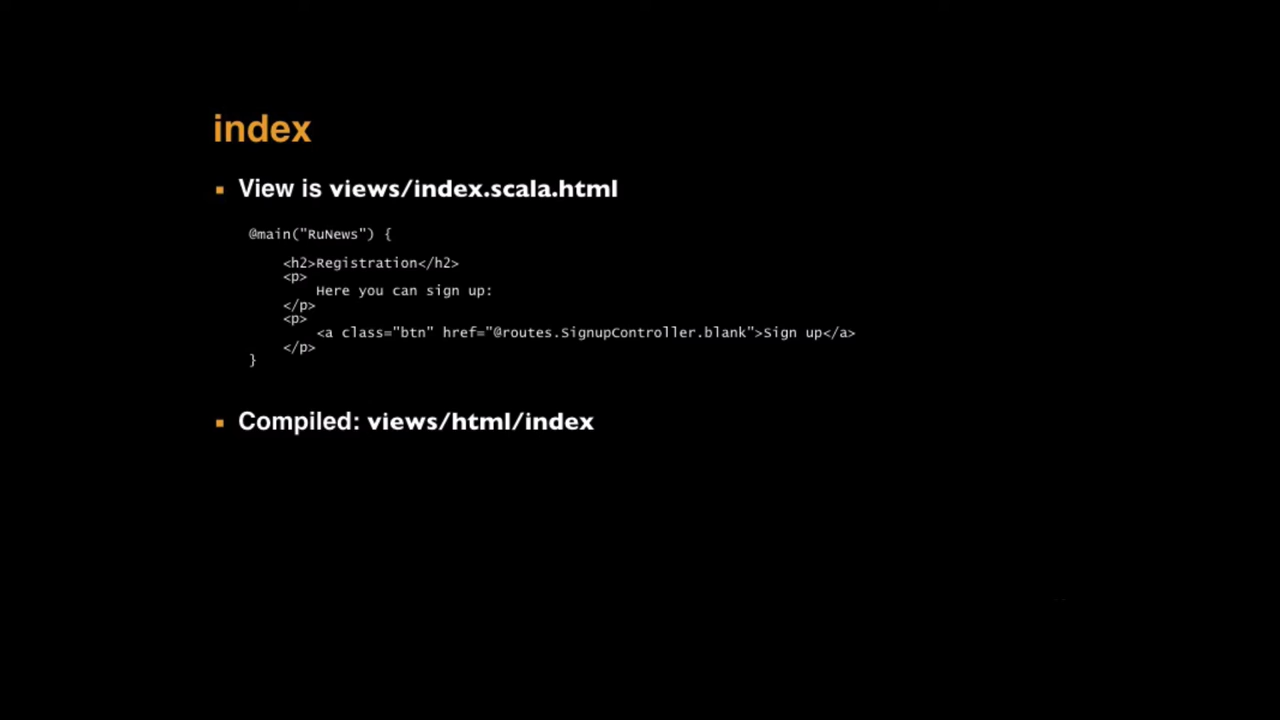 index
View is views/index.scala.html
@main("RuNews") {
<h2>Registration</h2>
<p>
Here you can sign up:
</p>
<p>
<a class="btn" href="@routes.SignupController.blank">Sign up</a>
</p>
}
Compiled: views/html/index